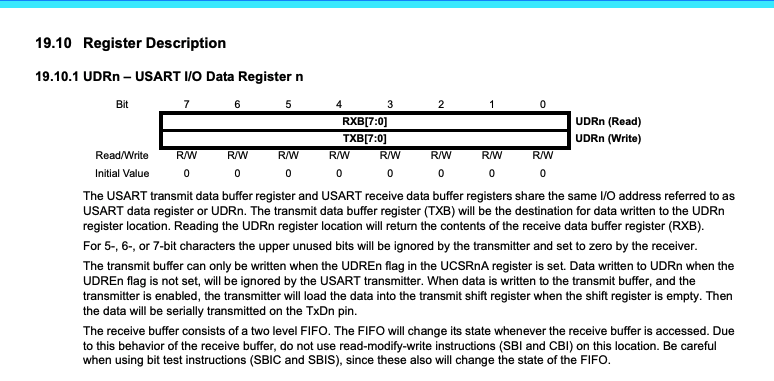 19.10 Register Description
19.10.1 UDRn – USART I/O Data Register n
Bit 7 6 5 4 3 2 1 0
RXB[7:0] UDRn (Read)
TXB[7:0] UDRn (Write)
Read/Write R/W R/W R/W R/W R/W R/W R/W R/W
Initial Value 0 0 0 0 0 0 0 0
The USART transmit data buffer register and USART receive data buffer registers share the same I/O address referred to as
USART data register or UDRn. The transmit data buffer register (TXB) will be the destination for data written to the UDRn
register location. Reading the UDRn register location will return the contents of the receive data buffer register (RXB).
For 5-, 6-, or 7-bit characters the upper unused bits will be ignored by the transmitter and set to zero by the receiver.
The transmit buffer can only be written when the UDREn flag in the UCSRnA register is set. Data written to UDRn when the
UDREn flag is not set, will be ignored by the USART transmitter. When data is written to the transmit buffer, and the
transmitter is enabled, the transmitter will load the data into the transmit shift register when the shift register is empty. Then
the data will be serially transmitted on the TxDn pin.
The receive buffer consists of a two level FIFO. The FIFO will change its state whenever the receive buffer is accessed. Due
to this behavior of the receive buffer, do not use read-modify-write instructions (SBI and CBI) on this location. Be careful
when using bit test instructions (SBIC and SBIS), since these also will change the state of the FIFO.